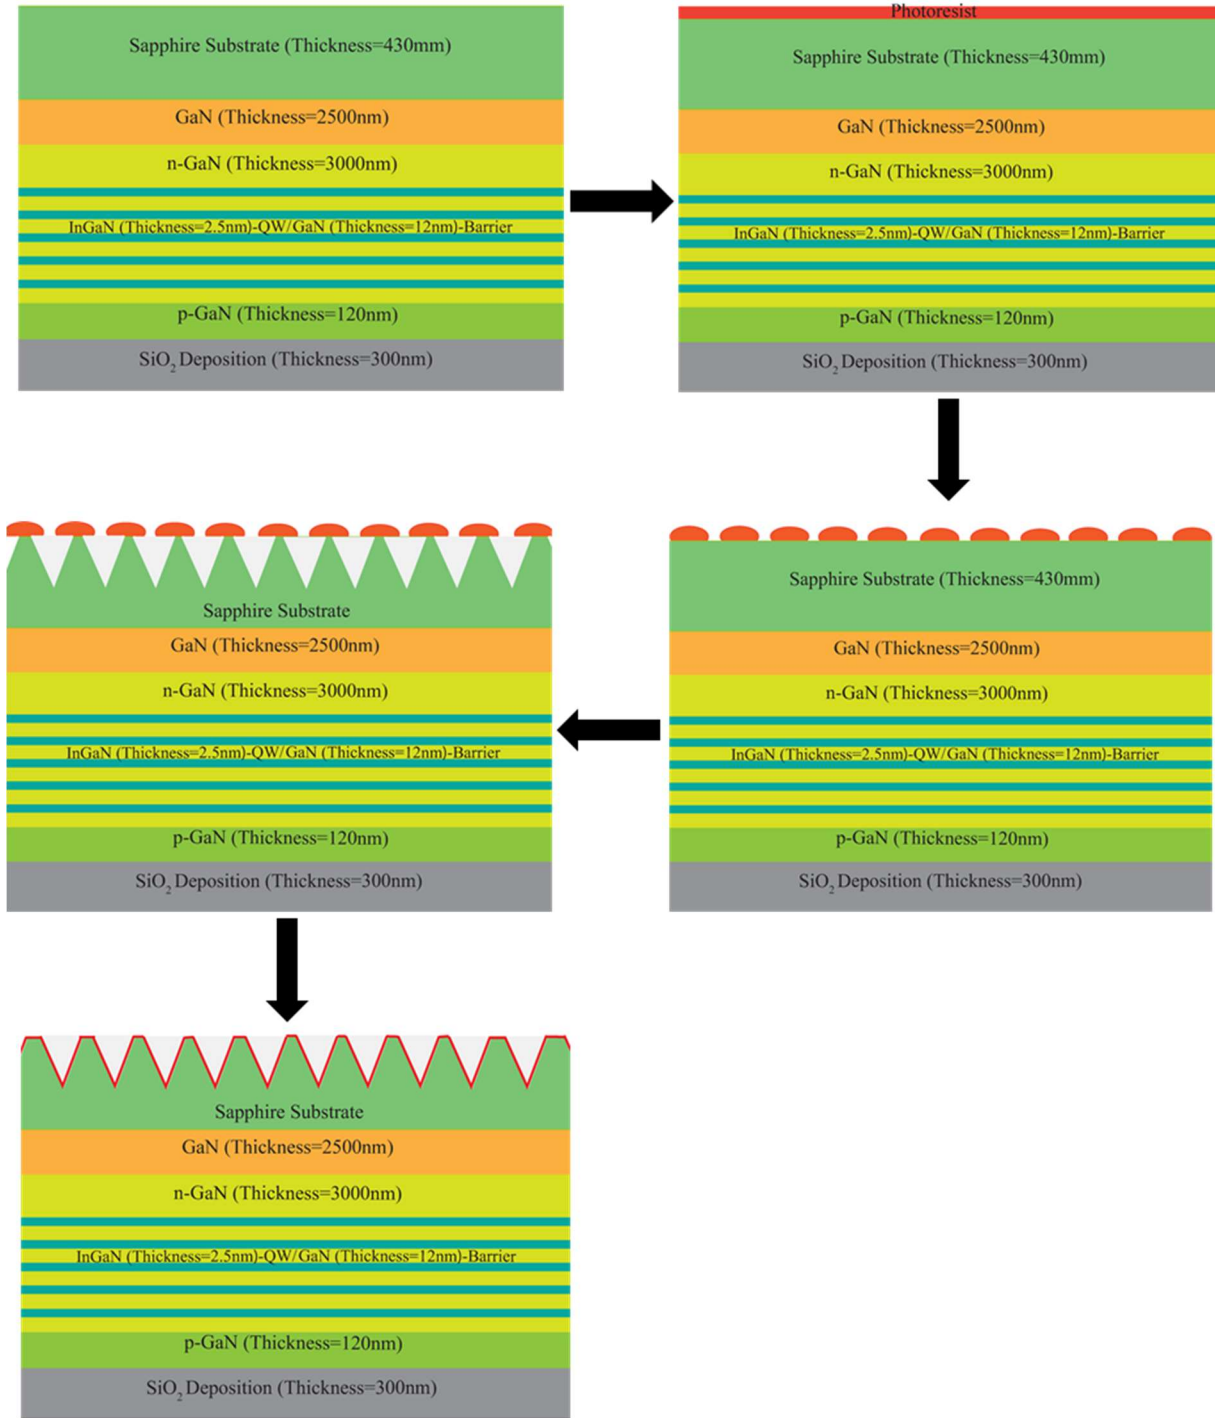 Sapphire Substrate (Thickness=430mm)
GaN (Thickness=2500nm)
n-GaN (Thickness=3000nm)
InGaN (Thickness=2.5nm)-QW/GaN (Thickness=12nm)-Barrier
p-GaN (Thickness=120nm)
SiO2 Deposition (Thickness=300nm)
Photoresist
Sapphire Substrate (Thickness=430mm)
GaN (Thickness=2500nm)
n-GaN (Thickness=3000nm)
InGaN (Thickness=2.5nm)-QW/GaN (Thickness=12nm)-Barrier
p-GaN (Thickness=120nm)
SiO2 Deposition (Thickness=300nm)
Sapphire Substrate (Thickness=430mm)
GaN (Thickness=2500nm)
n-GaN (Thickness=3000nm)
InGaN (Thickness=2.5nm)-QW/GaN (Thickness=12nm)-Barrier
p-GaN (Thickness=120nm)
SiO2 Deposition (Thickness=300nm)
Sapphire Substrate
GaN (Thickness=2500nm)
n-GaN (Thickness=3000nm)
InGaN (Thickness=2.5nm)-QW/GaN (Thickness=12nm)-Barrier
p-GaN (Thickness=120nm)
SiO2 Deposition (Thickness=300nm)
Sapphire Substrate
GaN (Thickness=2500nm)
n-GaN (Thickness=3000nm)
InGaN (Thickness=2.5nm)-QW/GaN (Thickness=12nm)-Barrier
p-GaN (Thickness=120nm)
SiO2 Deposition (Thickness=300nm)